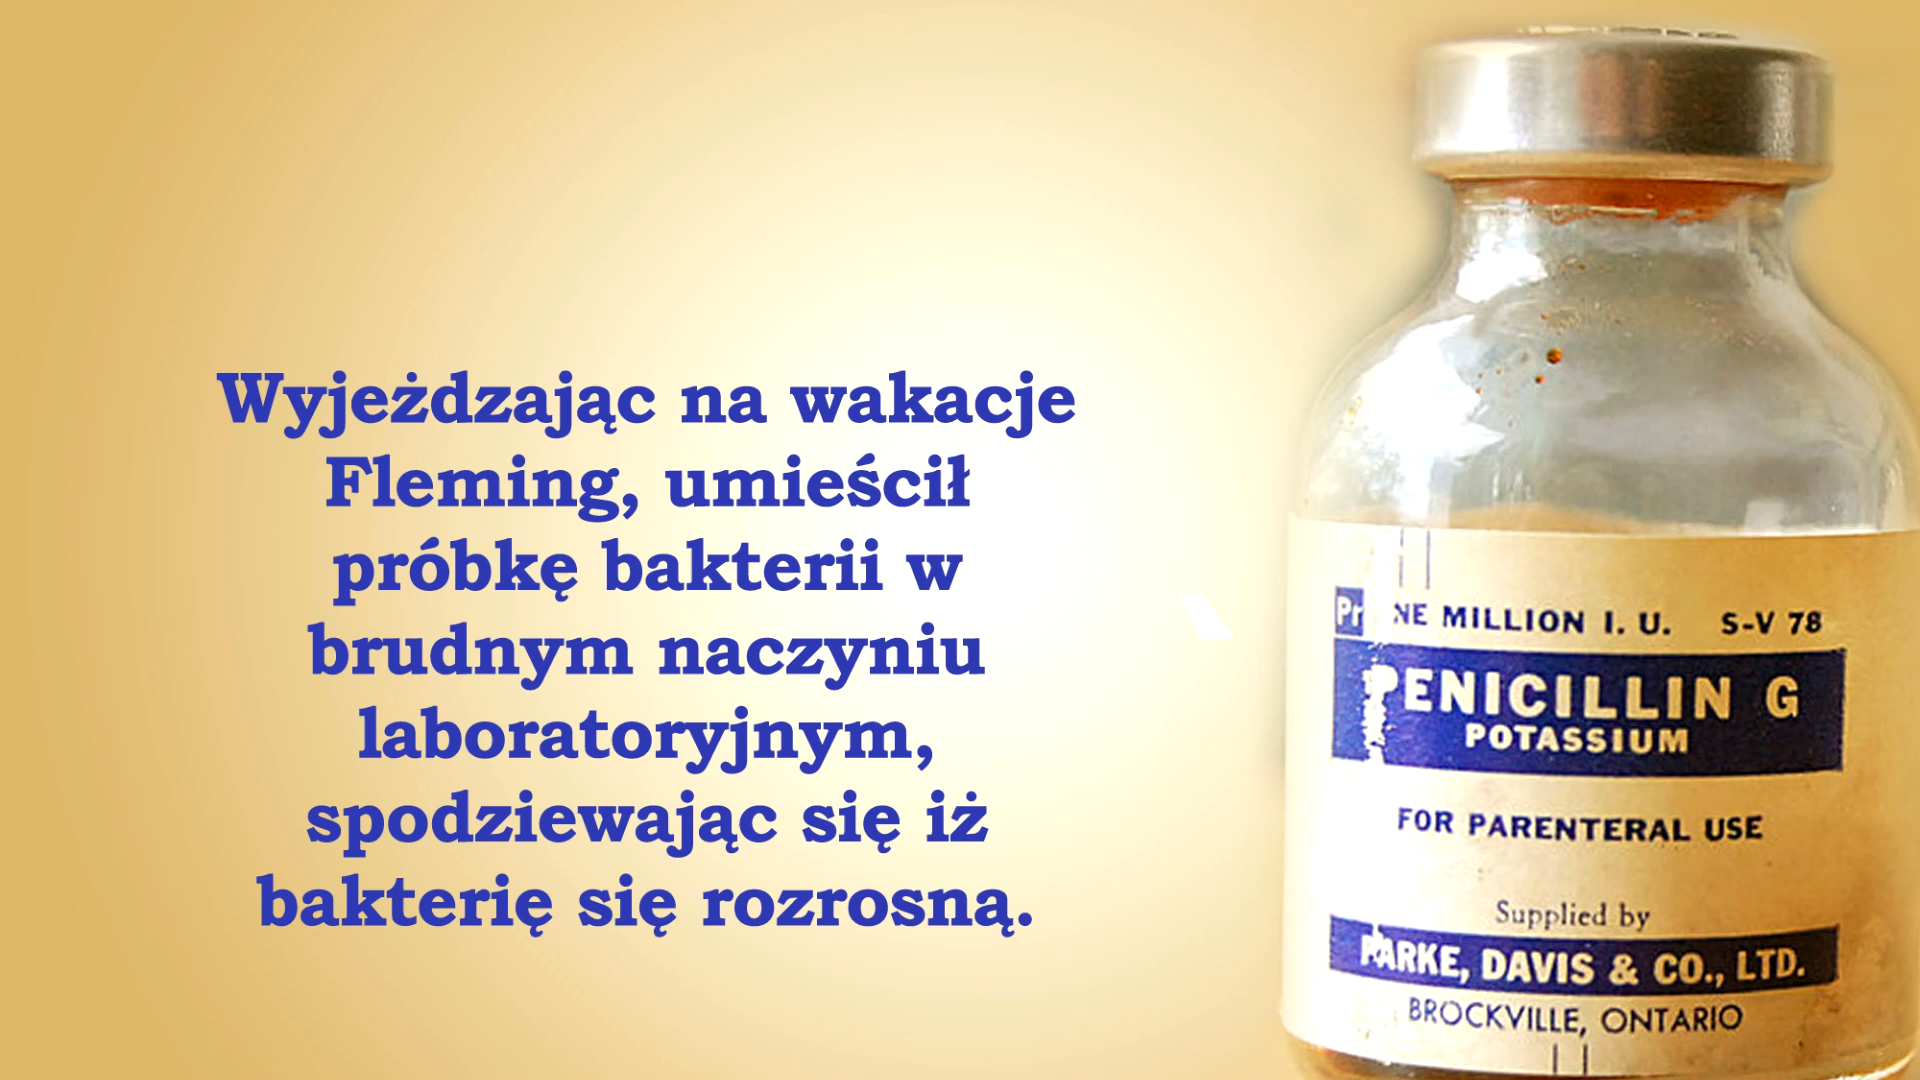 Wyjeżdzając na wakacje
Fleming, umieścił
próbkę bakterii w
brudnym naczyniu
laboratoryjnym,
spodziewając się iż
bakterię się rozrosną.
Pr NE MILLION I. U. S-V 78
PENICILLIN G
POTASSIUM
FOR PARENTERAL USE
Supplied by
PARKE, DAVIS & CO., LTD.
BROCKVILLE, ONTARIO